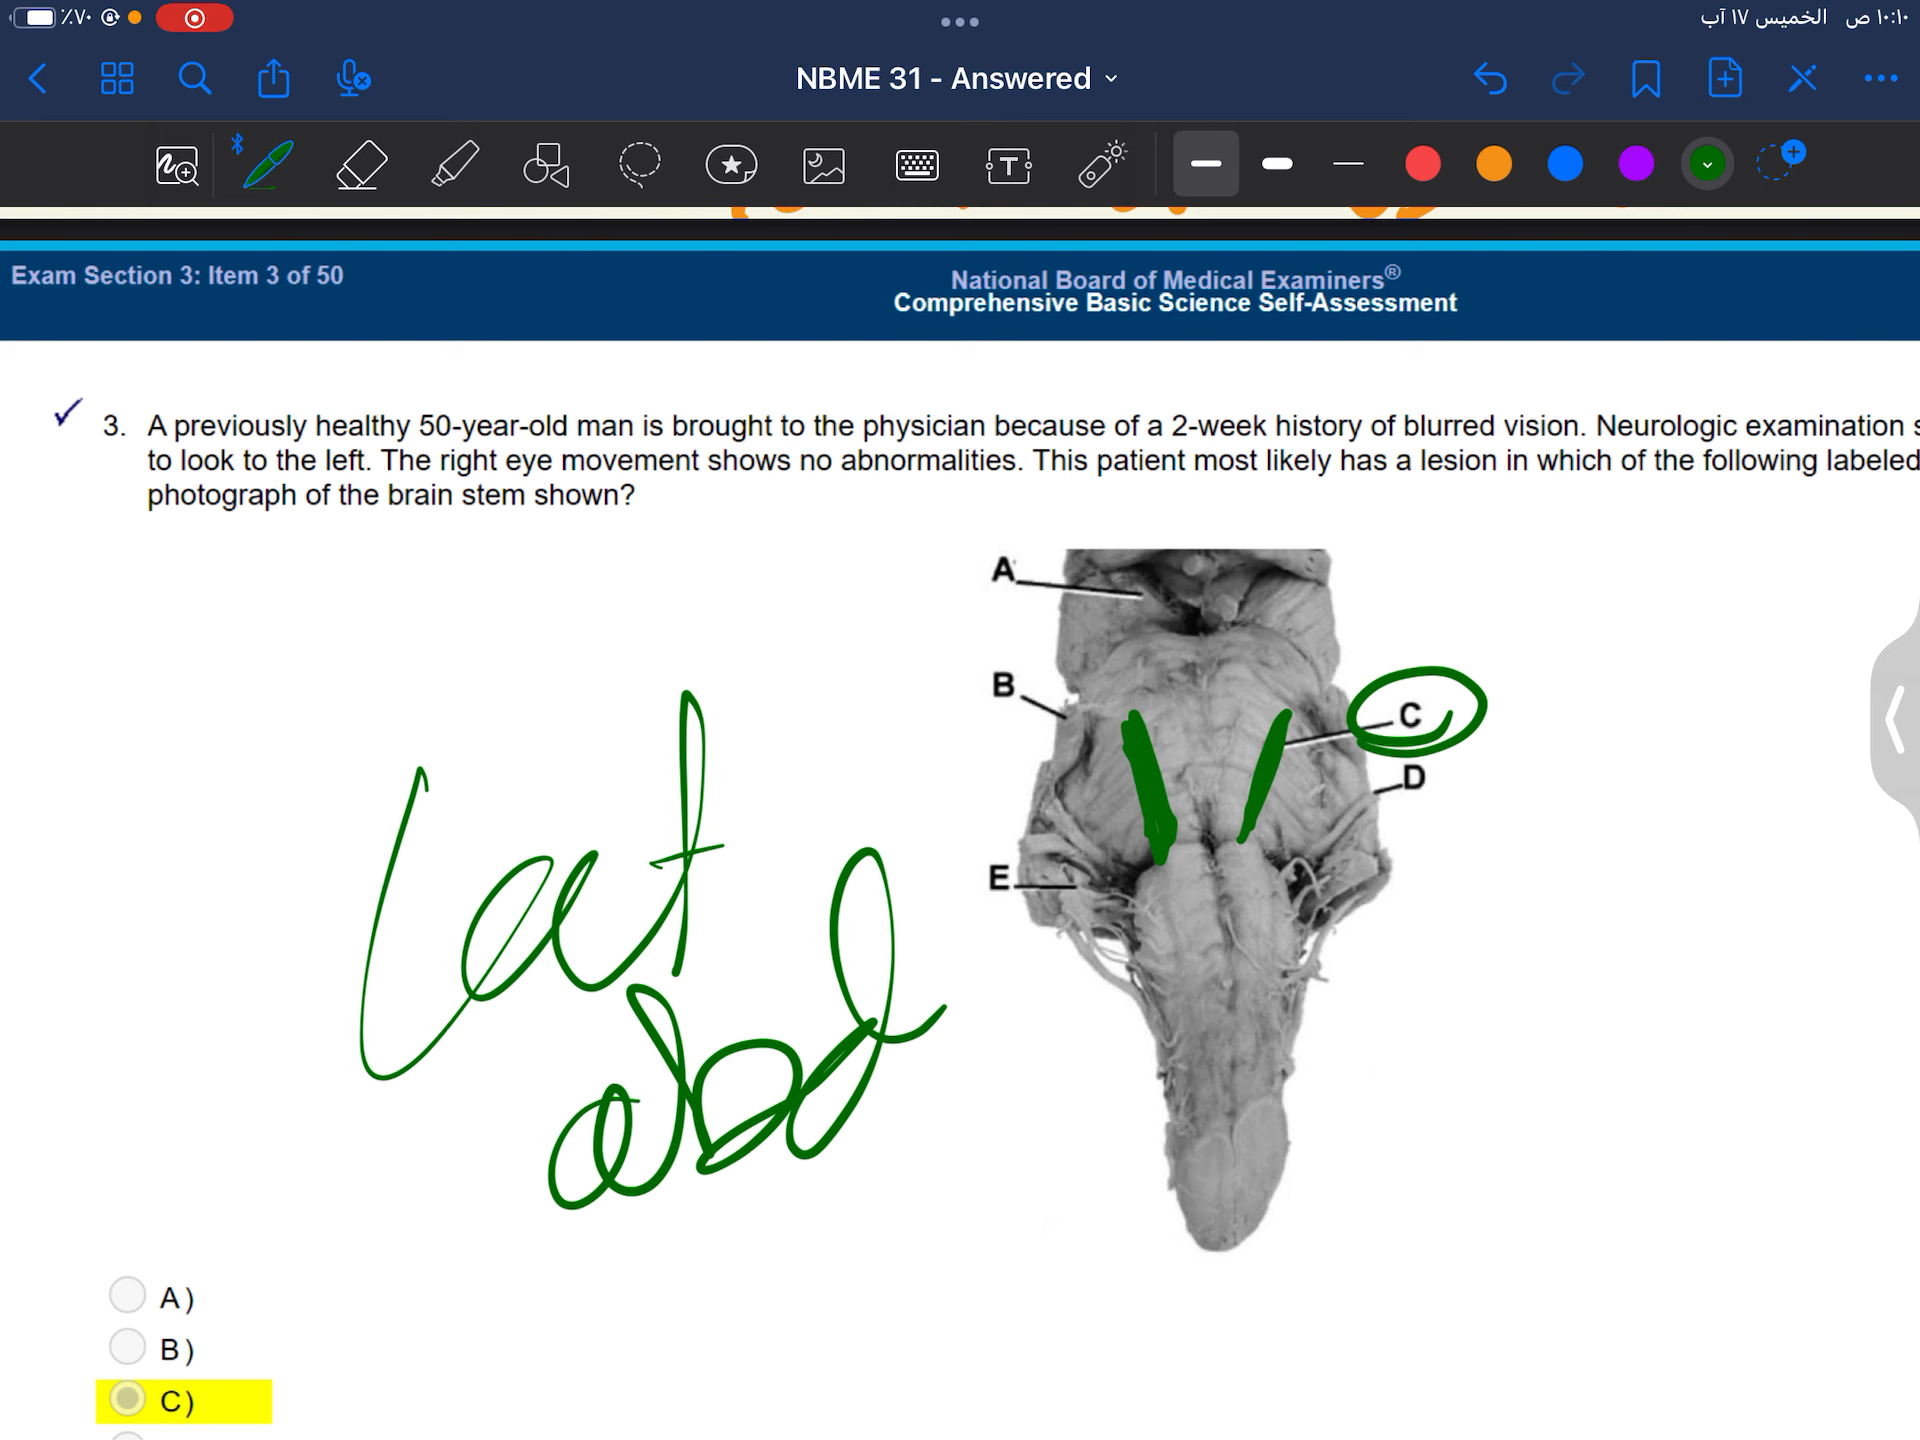 ٪٧٠
١٠:١٠ ص الخميس ١٧ آب
NBME 31 - Answered
T
Exam Section 3: Item 3 of 50
National Board of Medical Examiners®
Comprehensive Basic Science Self-Assessment
3. A previously healthy 50-year-old man is brought to the physician because of a 2-week history of blurred vision. Neurologic examination s
to look to the left. The right eye movement shows no abnormalities. This patient most likely has a lesion in which of the following labeled
photograph of the brain stem shown?
A
B
C
D
E
Lat
abd
A)
B)
C)